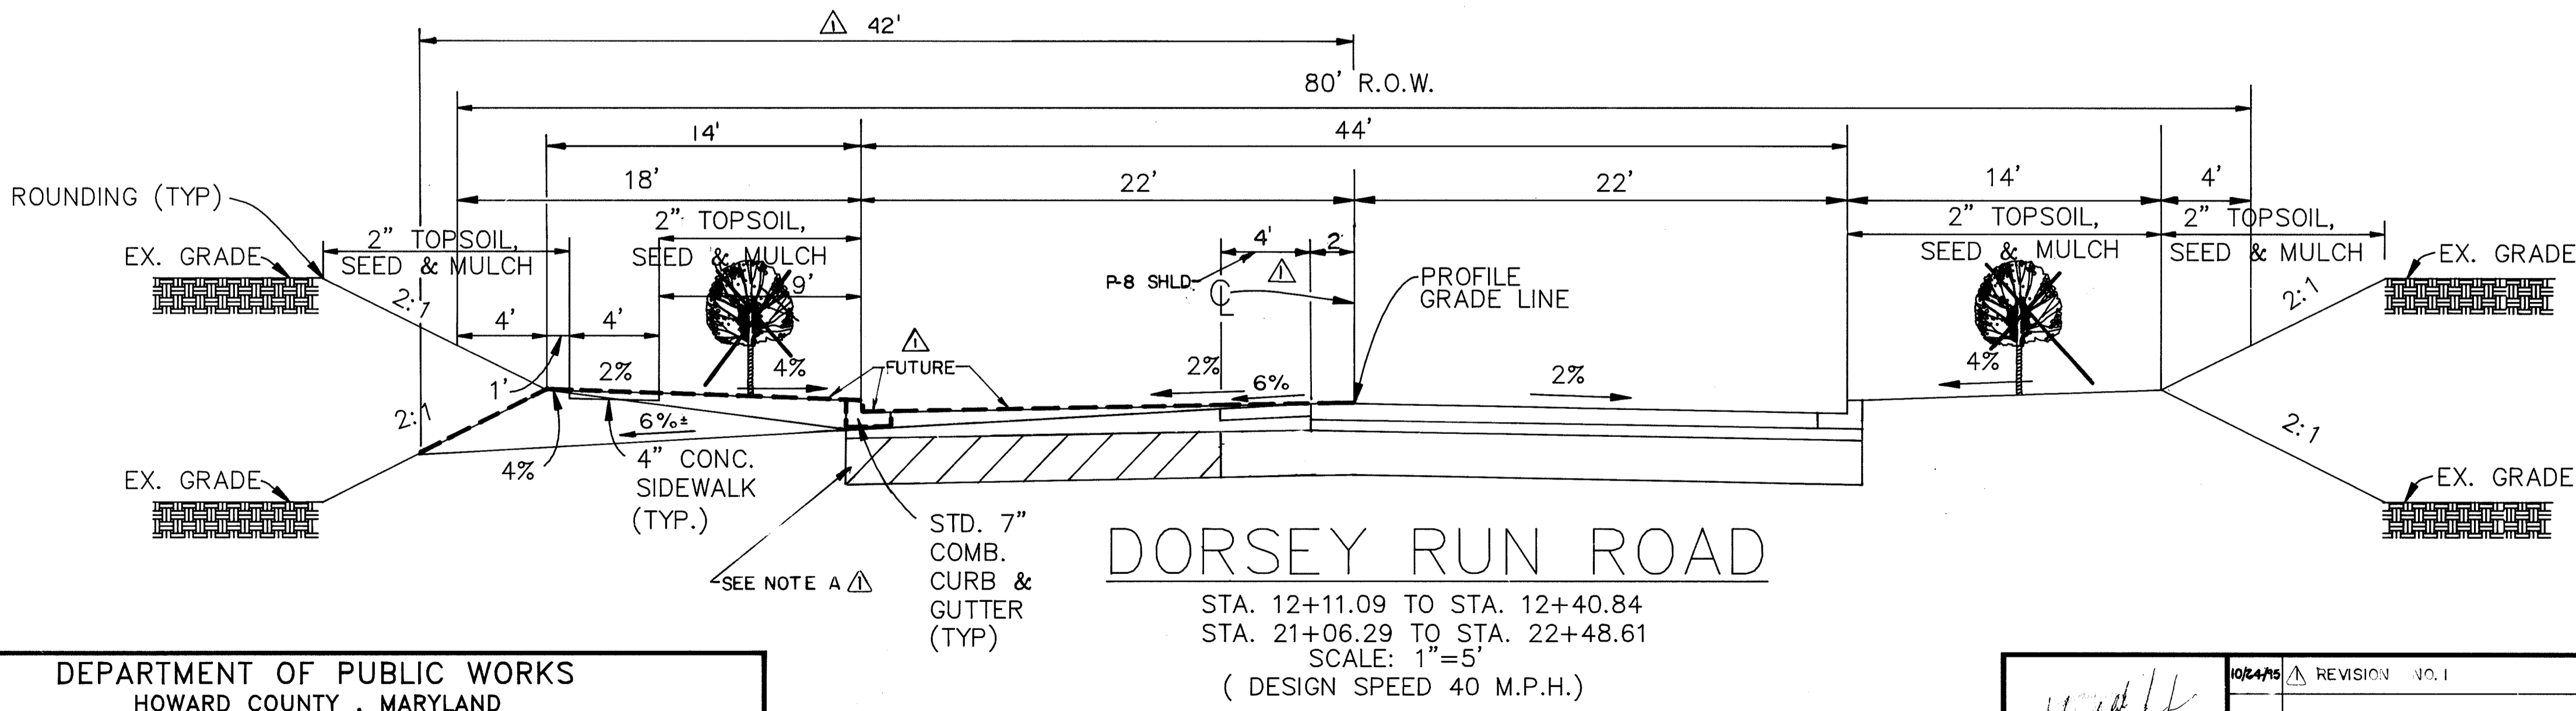 1 42'
80' R.O.W.
14' 44'
18' 22' 22' 14' 4'
ROUNDING (TYP)
2" TOPSOIL,
SEED & MULCH
2" TOPSOIL,
SEED & MULCH
2" TOPSOIL,
SEED & MULCH
2" TOPSOIL,
SEED & MULCH
EX. GRADE
EX. GRADE
4' 2'
1
P-8 SHLD.
CL
PROFILE
GRADE LINE
9'
2:1
2:1
4' 4'
1'
2%
4%
1
FUTURE
2%
6%
2%
4%
2:1
6%±
4%
4" CONC.
SIDEWALK
(TYP.)
2:1
EX. GRADE
EX. GRADE
SEE NOTE A 1
STD. 7"
COMB.
CURB &
GUTTER
(TYP)
DORSEY RUN ROAD
STA. 12+11.09 TO STA. 12+40.84
STA. 21+06.29 TO STA. 22+48.61
SCALE: 1"=5'
( DESIGN SPEED 40 M.P.H.)
DEPARTMENT OF PUBLIC WORKS
HOWARD COUNTY , MARYLAND
10/24/95 1 REVISION NO. 1